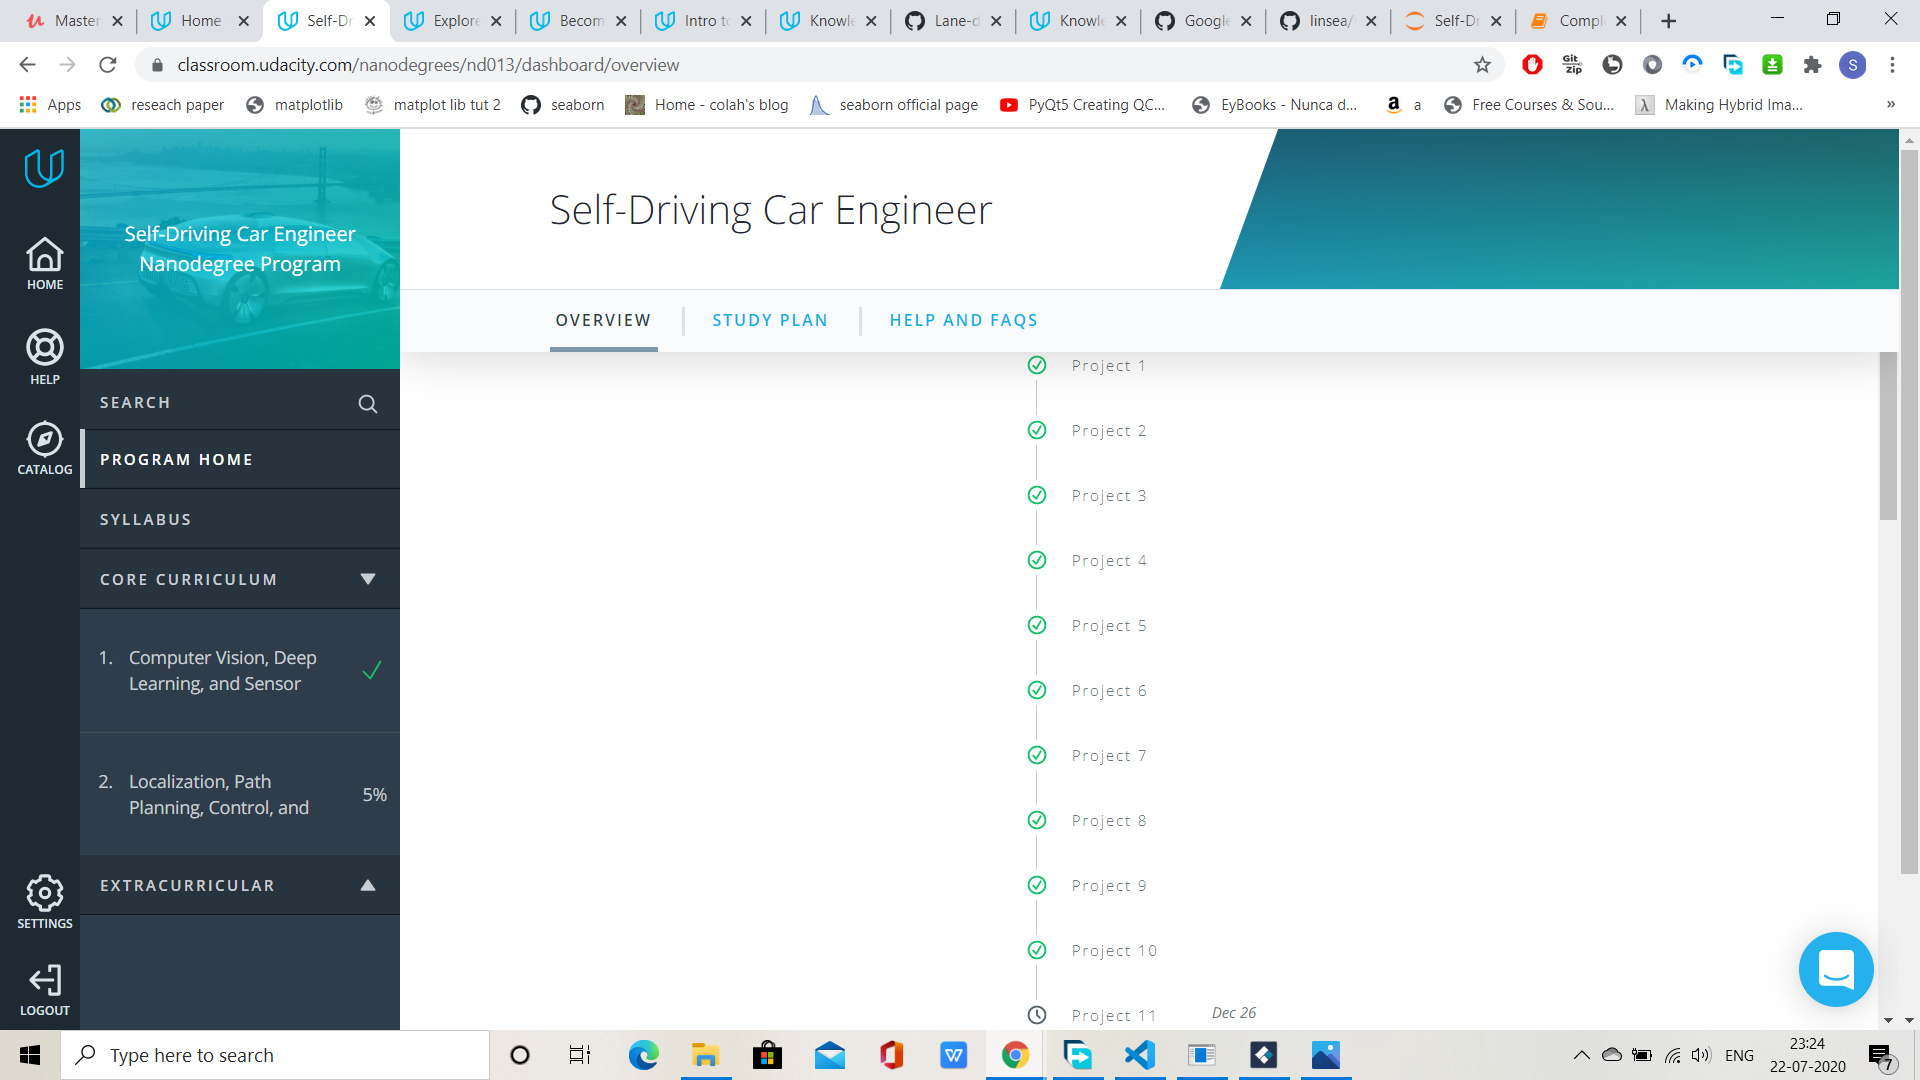 Master
Home
Self-Dr
Explore
Becom
Intro to
Knowle
Lane-d
Knowle
Google
linsea/
Self-Dr
Compl
classroom.udacity.com/nanodegrees/nd013/dashboard/overview
Git
Zip
S
Apps
reseach paper
matplotlib
matplot lib tut 2
seaborn
Home - colah's blog
seaborn official page
PyQt5 Creating QC...
EyBooks - Nunca d...
a
Free Courses & Sou...
Making Hybrid Ima...
»
HOME
HELP
CATALOG
SETTINGS
LOGOUT
Self-Driving Car Engineer
Nanodegree Program
SEARCH
PROGRAM HOME
SYLLABUS
CORE CURRICULUM
1. Computer Vision, Deep
Learning, and Sensor
2. Localization, Path
Planning, Control, and
5%
EXTRACURRICULAR
Self-Driving Car Engineer
OVERVIEW
STUDY PLAN
HELP AND FAQS
Project 1
Project 2
Project 3
Project 4
Project 5
Project 6
Project 7
Project 8
Project 9
Project 10
Project 11 Dec 26
Type here to search
ENG
23:24
22-07-2020
7